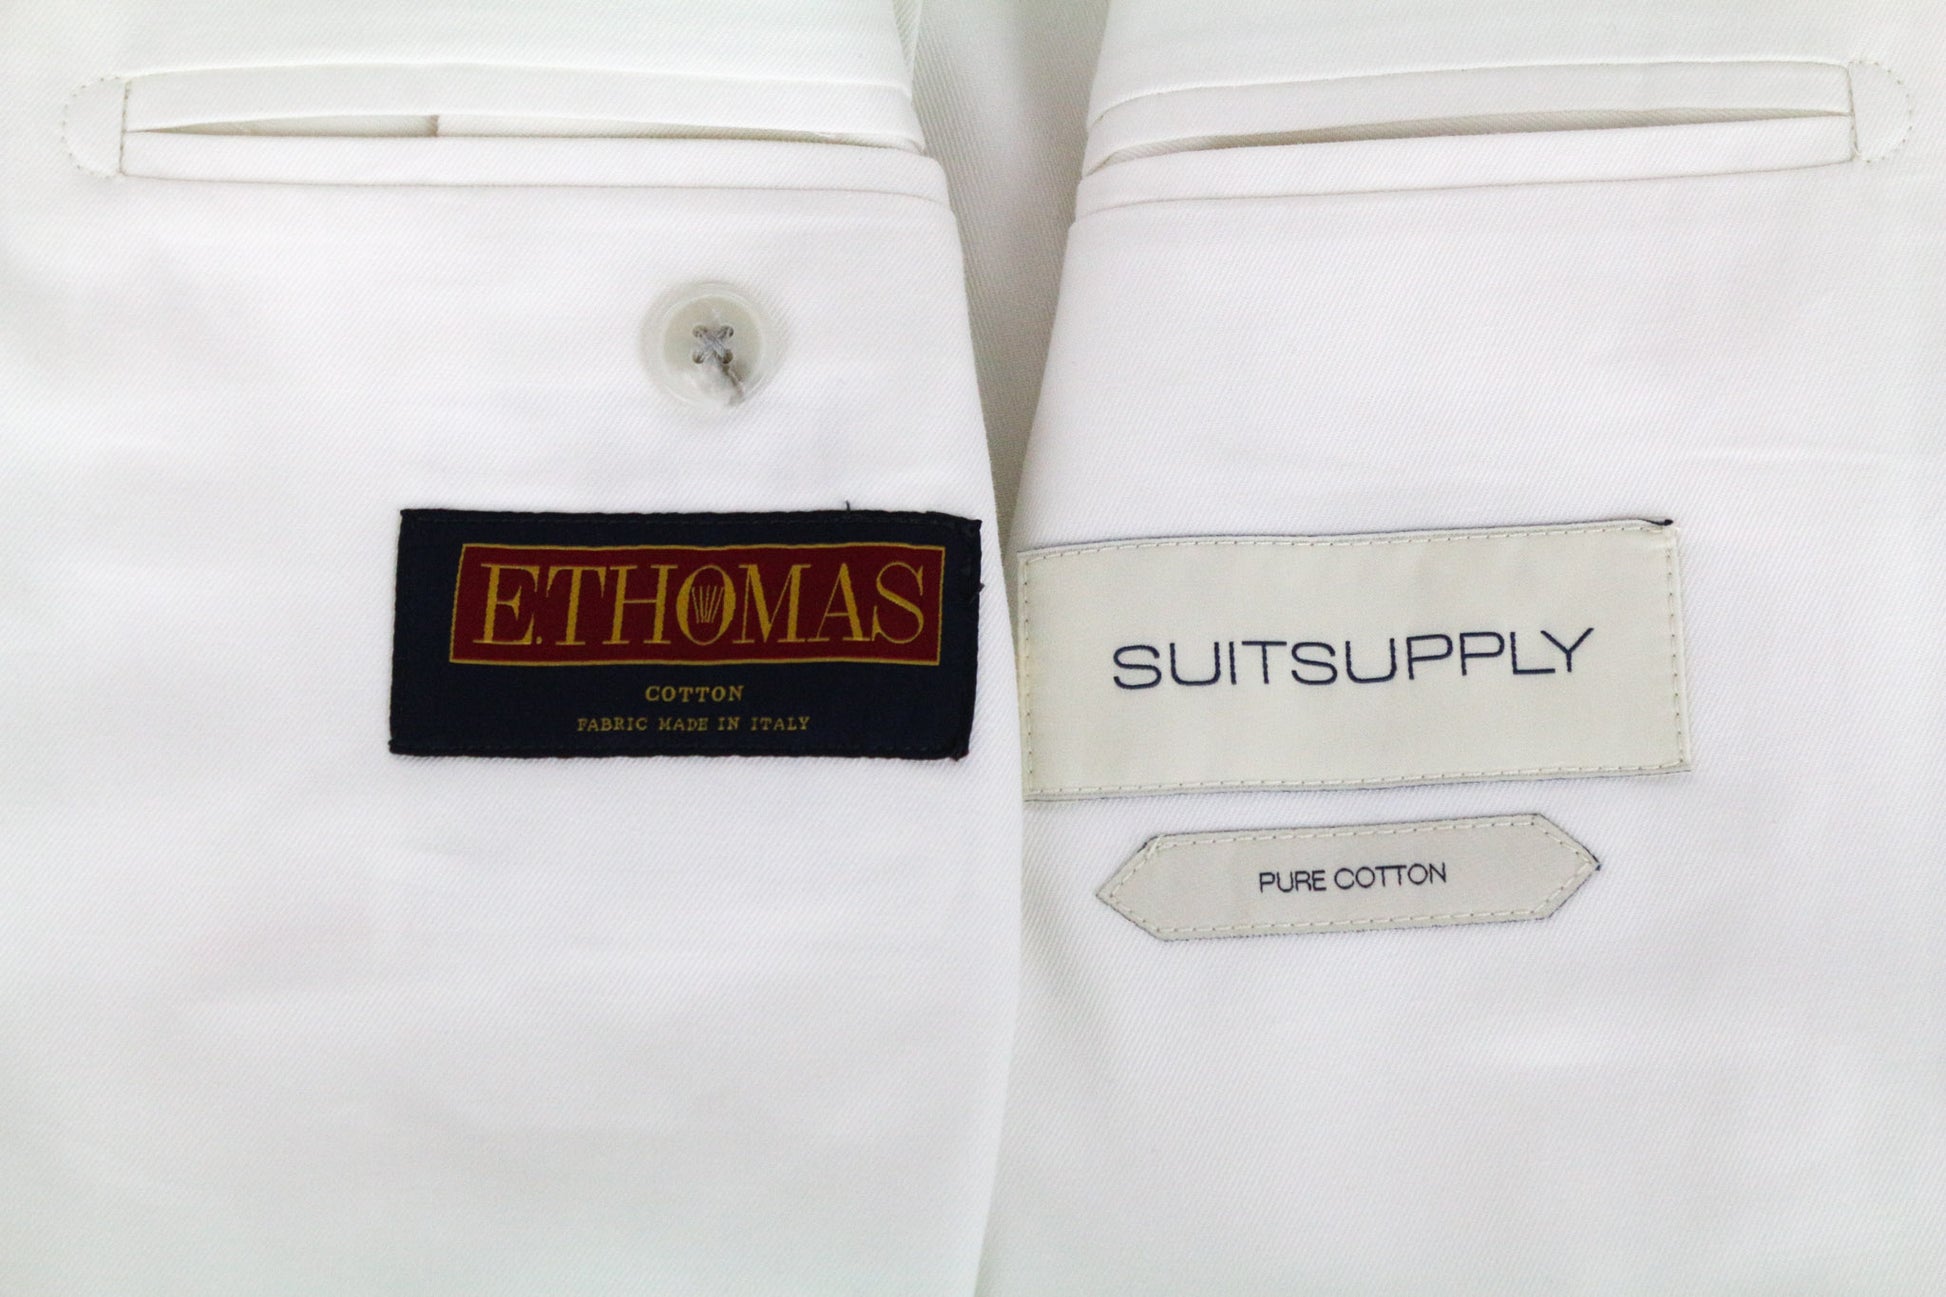 E.THOMAS
COTTON
FABRIC MADE IN ITALY
SUITSUPPLY
PURE COTTON